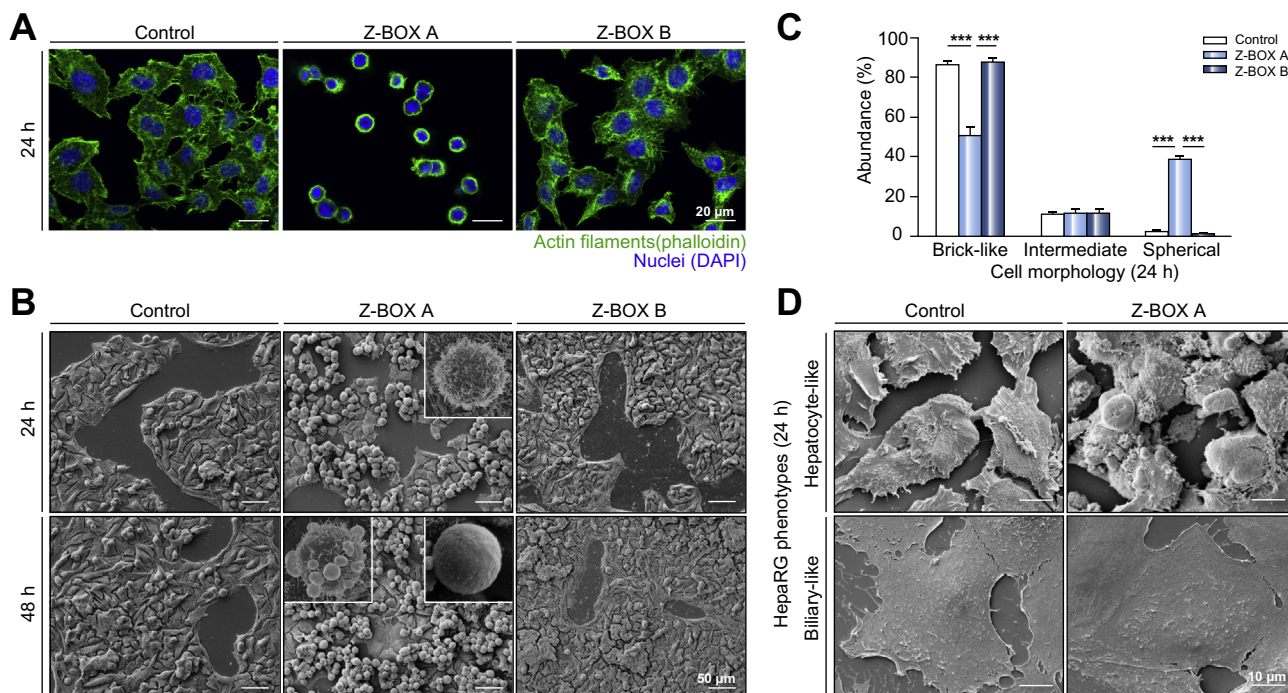 A
Control
Z-BOX A
Z-BOX B
24 h
20 µm
Actin filaments(phalloidin)
Nuclei (DAPI)
C
Abundance (%)
100
80
60
40
20
0
*** ***
*** ***
Control
Z-BOX A
Z-BOX B
Brick-like
Intermediate
Spherical
Cell morphology (24 h)
B
Control
Z-BOX A
Z-BOX B
24 h
48 h
50 µm
D
Control
Z-BOX A
HepaRG phenotypes (24 h)
Hepatocyte-like
Biliary-like
10 µm